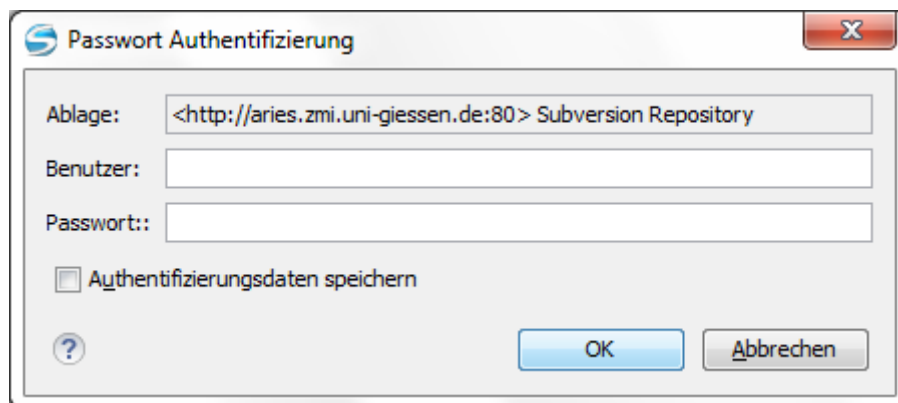 Passwort Authentifizierung
Ablage: <http://aries.zmi.uni-giessen.de:80> Subversion Repository
Benutzer:
Passwort::
Authentifizierungsdaten speichern
? OK Abbrechen